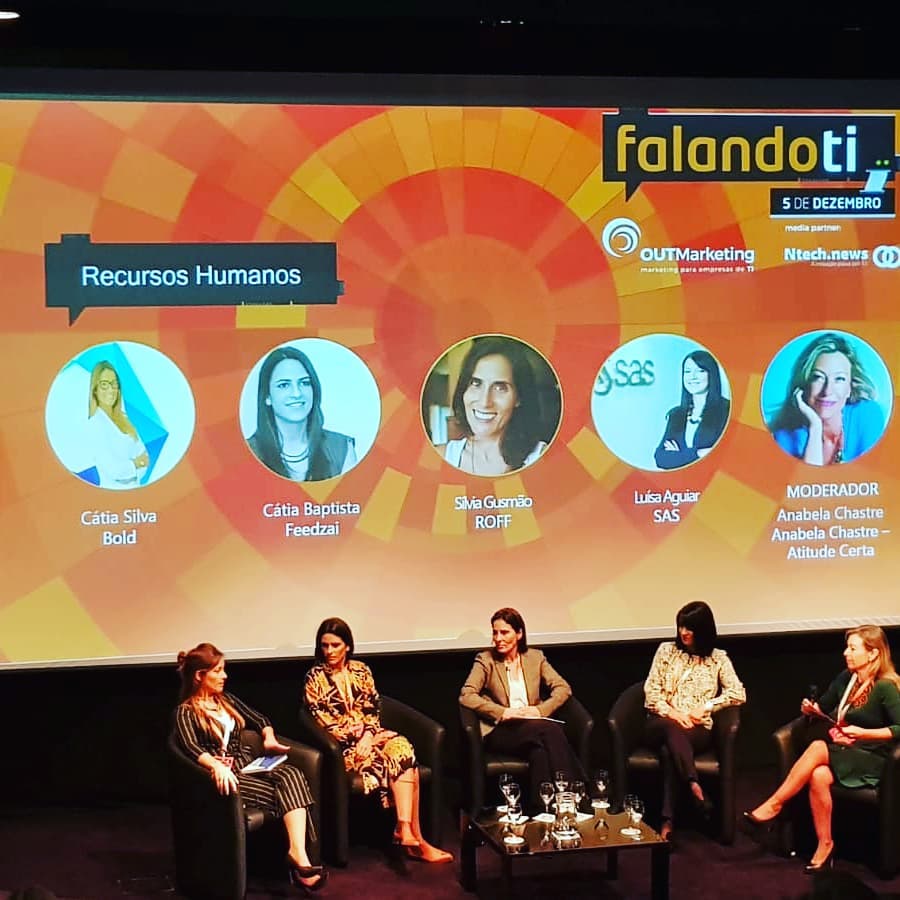 falandoti
5 DE DEZEMBRO
media partner:
OUTMarketing
marketing para empresas de TI
Ntech.news
Recursos Humanos
sas
Cátia Silva
Bold
Cátia Baptista
Feedzai
Sílvia Gusmão
ROFF
Luísa Aguiar
SAS
MODERADOR
Anabela Chastre
Anabela Chastre –
Atitude Certa